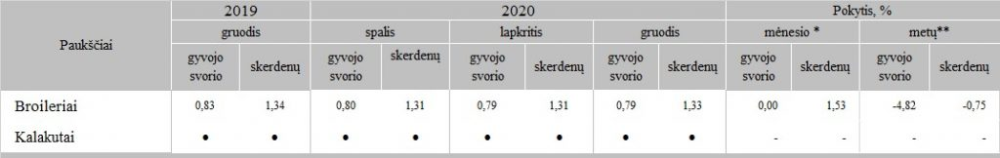 Paukščiai 2019 2020 Pokytis, %
gruodis spalis lapkritis gruodis mėnesio * metų**
gyvojo svorio skerdenų gyvojo svorio skerdenų gyvojo svorio skerdenų gyvojo svorio skerdenų gyvojo svorio skerdenų gyvojo svorio skerdenų
Broileriai 0,83 1,34 0,80 1,31 0,79 1,31 0,79 1,33 0,00 1,53 -4,82 -0,75
Kalakutai • • • • • • • • - - - -